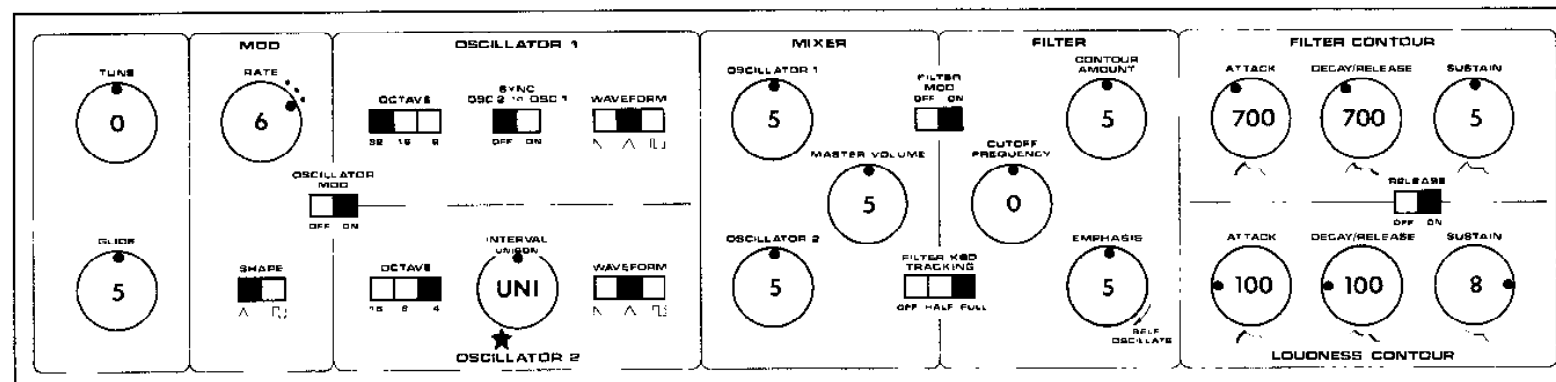 MOD
OSCILLATOR 1
MIXER
FILTER
FILTER CONTOUR
TUNE
0
RATE
6
OCTAVE
32 16 8
SYNC
OSC 2 TO OSC 1
OFF ON
WAVEFORM
OSCILLATOR 1
5
FILTER
MOD
OFF ON
CONTOUR
AMOUNT
5
ATTACK
700
DECAY/RELEASE
700
SUSTAIN
5
OSCILLATOR
MOD
OFF ON
MASTER VOLUME
5
CUTOFF
FREQUENCY
0
RELEASE
OFF ON
GLIDE
5
SHAPE
OCTAVE
16 8 4
INTERVAL
UNISON
UNI
WAVEFORM
OSCILLATOR 2
5
FILTER KBD
TRACKING
OFF HALF FULL
EMPHASIS
5
SELF
OSCILLATE
ATTACK
100
DECAY/RELEASE
100
SUSTAIN
8
OSCILLATOR 2
LOUDNESS CONTOUR